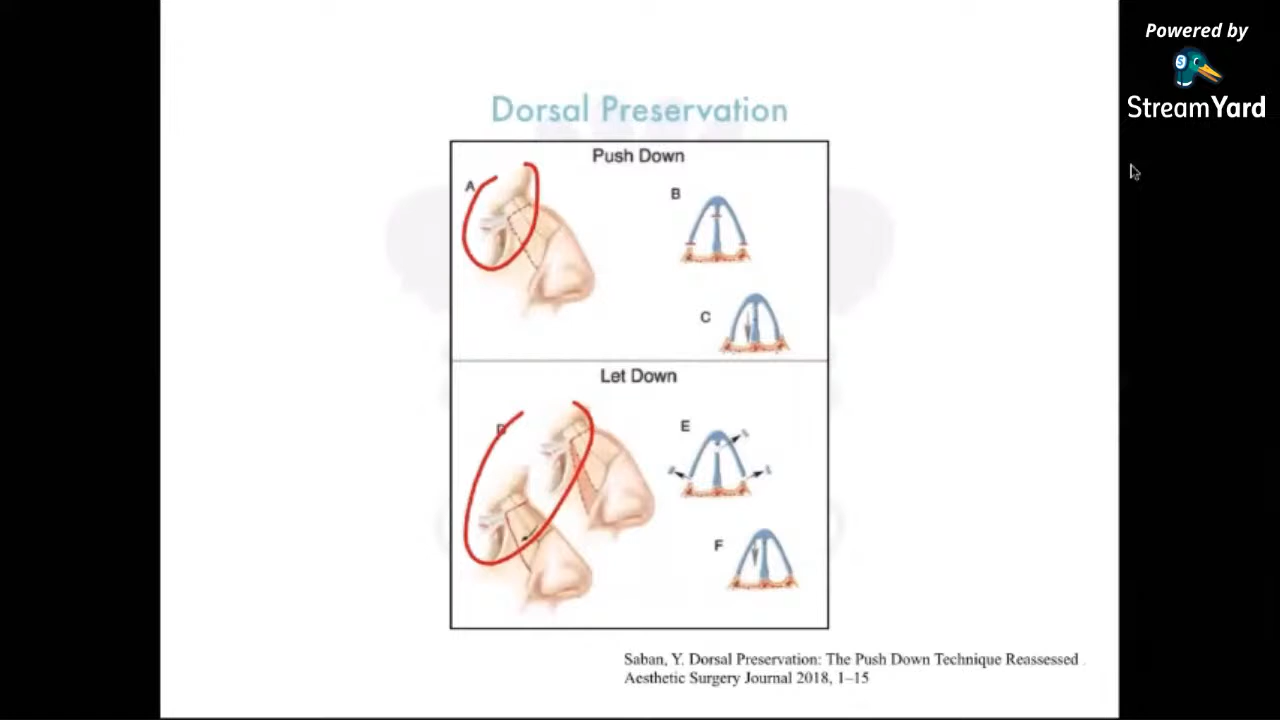 Powered by
StreamYard
Dorsal Preservation
Push Down
A
B
C
Let Down
D
E
F
Saban, Y. Dorsal Preservation: The Push Down Technique Reassessed
Aesthetic Surgery Journal 2018, 1–15